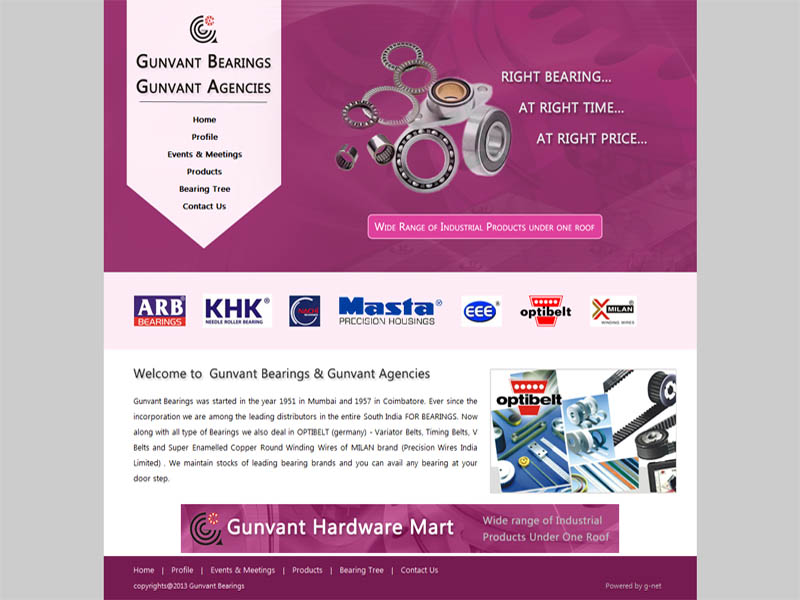 Gunvant Bearings
Gunvant Agencies
Home
Profile
Events & Meetings
Products
Bearing Tree
Contact Us
RIGHT BEARING...
AT RIGHT TIME...
AT RIGHT PRICE...
Wide Range of Industrial Products under one roof
ARB®
BEARINGS
KHK®
NEEDLE ROLLER BEARING
Masta®
PRECISION HOUSINGS
EEE®
optibelt
MILAN®
WINDING WIRES
Welcome to Gunvant Bearings & Gunvant Agencies
Gunvant Bearings was started in the year 1951 in Mumbai and 1957 in Coimbatore. Ever since the
incorporation we are among the leading distributors in the entire South India FOR BEARINGS. Now
along with all type of Bearings we also deal in OPTIBELT (germany) - Variator Belts, Timing Belts, V
Belts and Super Enamelled Copper Round Winding Wires of MILAN brand (Precision Wires India
Limited) . We maintain stocks of leading bearing brands and you can avail any bearing at your
door step.
optibelt
Gunvant Hardware Mart
Wide range of Industrial
Products Under One Roof
Home | Profile | Events & Meetings | Products | Bearing Tree | Contact Us
copyrights@2013 Gunvant Bearings
Powered by g-net